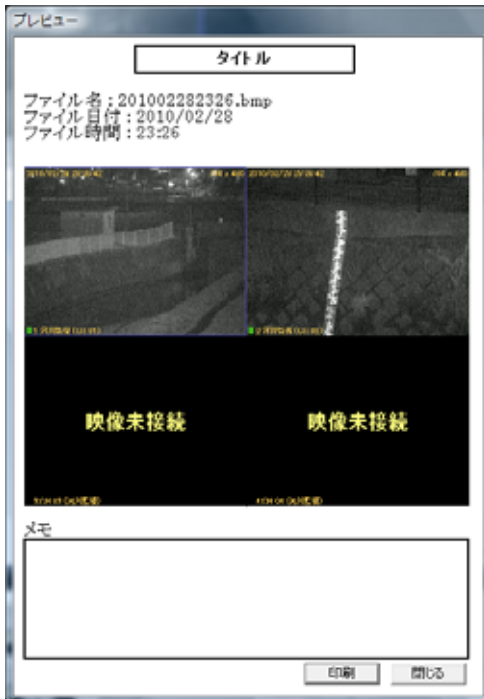 プレビュー
タイトル
ファイル名:201002282326.bmp
ファイル日付:2010/02/28
ファイル時間:23:26
映像未接続
映像未接続
メモ
印刷
閉じる